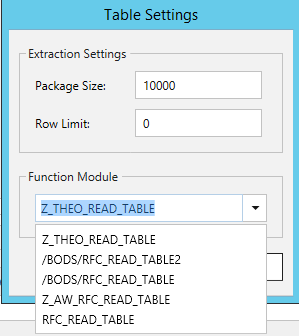 Table Settings
Extraction Settings
Package Size: 10000
Row Limit: 0
Function Module
Z_THEO_READ_TABLE
Z_THEO_READ_TABLE
/BODS/RFC_READ_TABLE2
/BODS/RFC_READ_TABLE
Z_AW_RFC_READ_TABLE
RFC_READ_TABLE